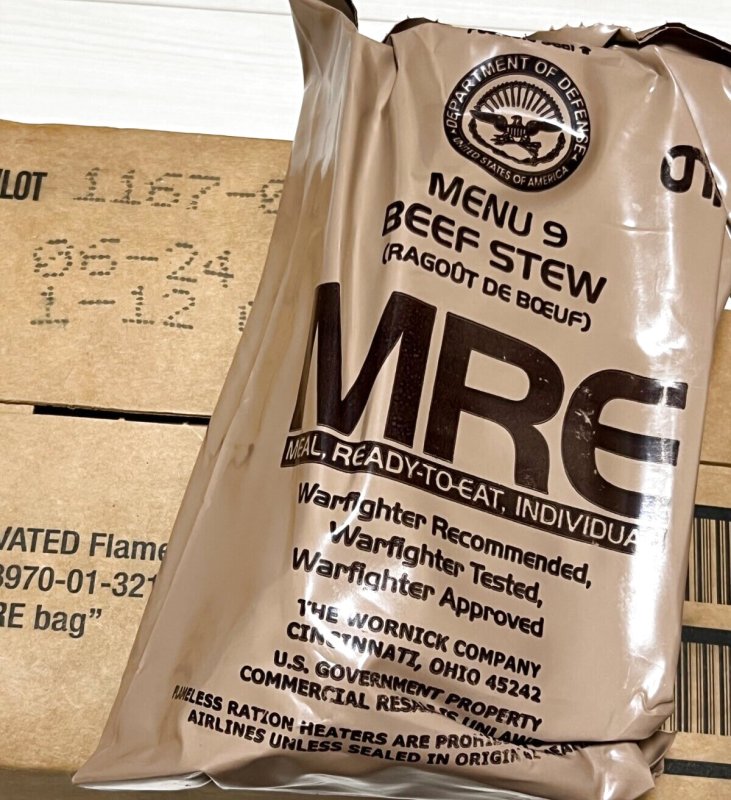 DEPARTMENT OF DEFENSE
UNITED STATES OF AMERICA
MENU 9
BEEF STEW
(RAGOÛT DE BŒUF)
MRE
MEAL, READY-TO-EAT, INDIVIDUAL
Warfighter Recommended,
Warfighter Tested,
Warfighter Approved
THE WORNICK COMPANY
CINCINNATI, OHIO 45242
U.S. GOVERNMENT PROPERTY
COMMERCIAL RESALE IS UNLAWFUL
FLAMELESS RATION HEATERS ARE PROHIBITED
AIRLINES UNLESS SEALED IN ORIGINAL
LOT 1167-
06-24
1-12
VATED Flame
8970-01-321
RE bag”